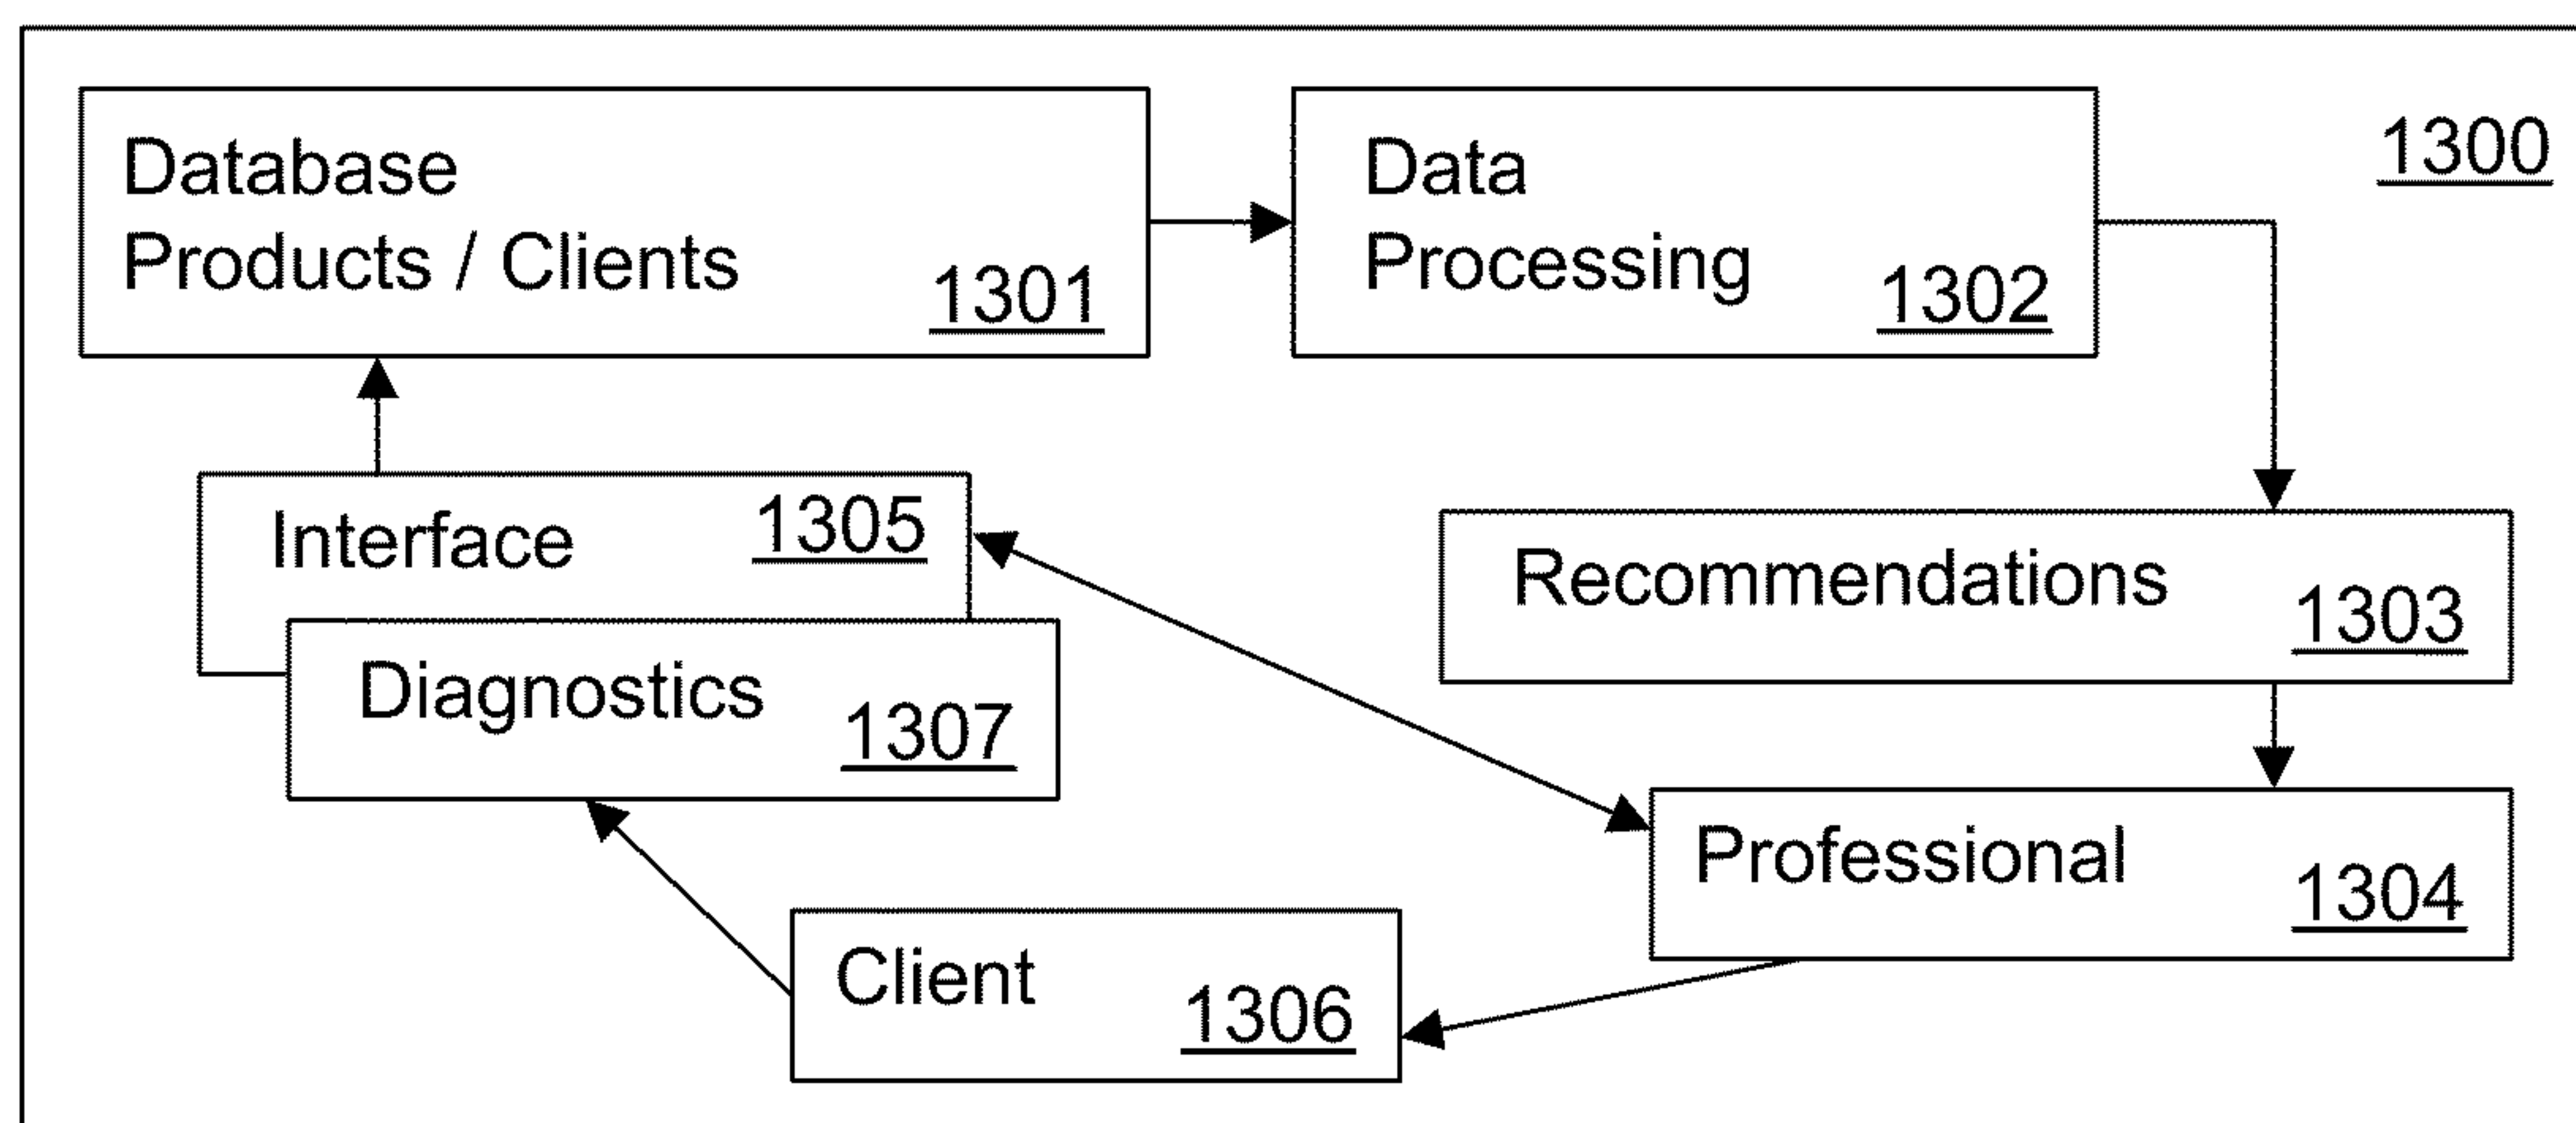 Database
Products / Clients
1301
Data
Processing
1302
1300
Interface
1305
Recommendations
1303
Diagnostics
1307
Professional
1304
Client
1306